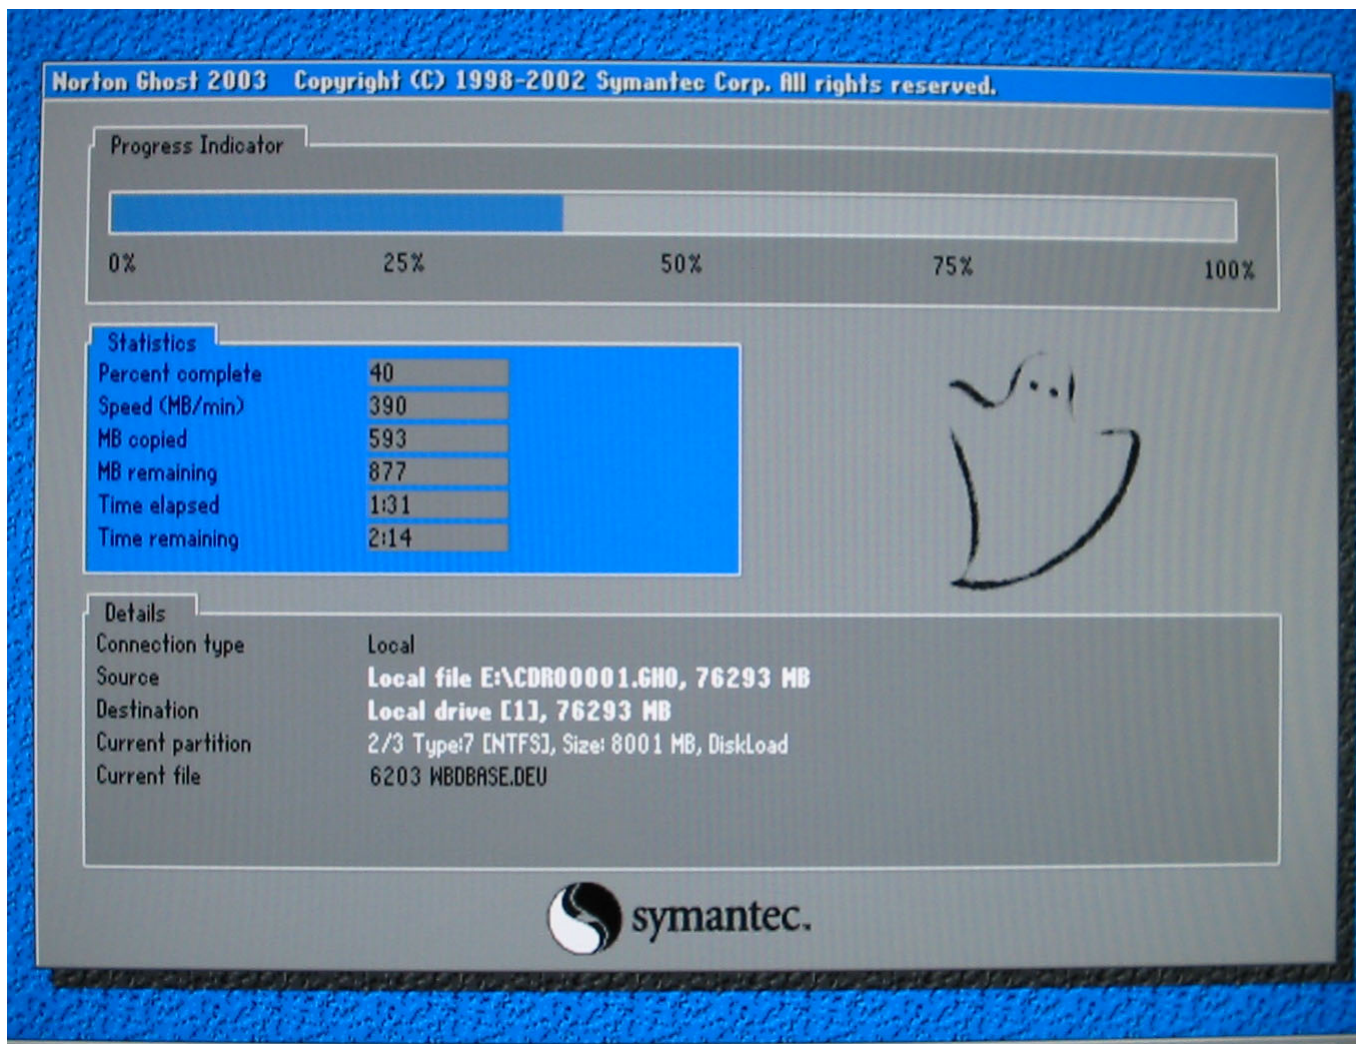 Norton Ghost 2003 Copyright (C) 1998-2002 Symantec Corp. All rights reserved.
Progress Indicator
0% 25% 50% 75% 100%
Statistics
Percent complete 40
Speed (MB/min) 390
MB copied 593
MB remaining 877
Time elapsed 1:31
Time remaining 2:14
Details
Connection type Local
Source Local file E:\CDR00001.GHO, 76293 MB
Destination Local drive [1], 76293 MB
Current partition 2/3 Type:7 [NTFS], Size: 8001 MB, DiskLoad
Current file 6203 WBDBASE.DEU
symantec.